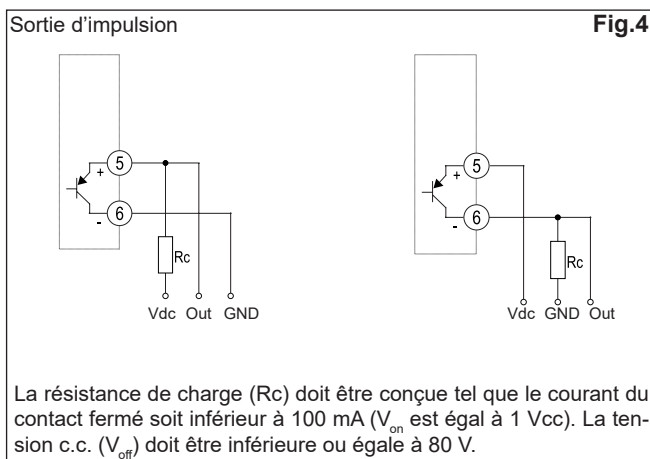 Sortie d'impulsion Fig.4
+ 5
- 6
Rc
Vdc Out GND
+ 5
- 6
Rc
Vdc GND Out
La résistance de charge (Rc) doit être conçue tel que le courant du
contact fermé soit inférieur à 100 mA (Von est égal à 1 Vcc). La ten-
sion c.c. (Voff) doit être inférieure ou égale à 80 V.